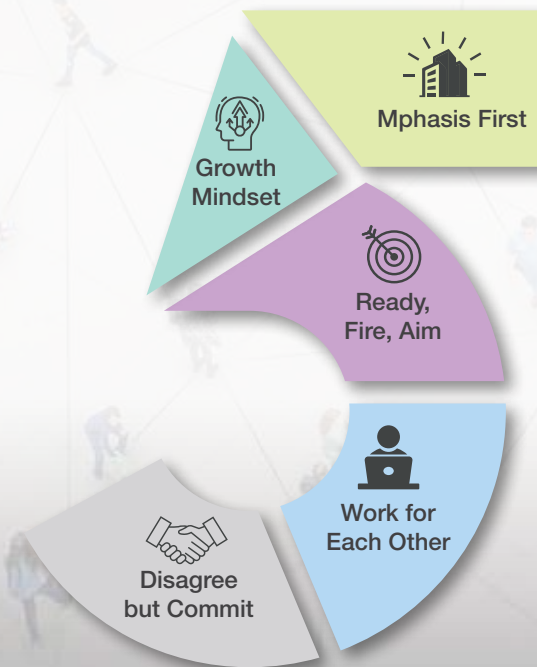 Mphasis First
Growth
Mindset
Ready,
Fire, Aim
Work for
Each Other
Disagree
but Commit